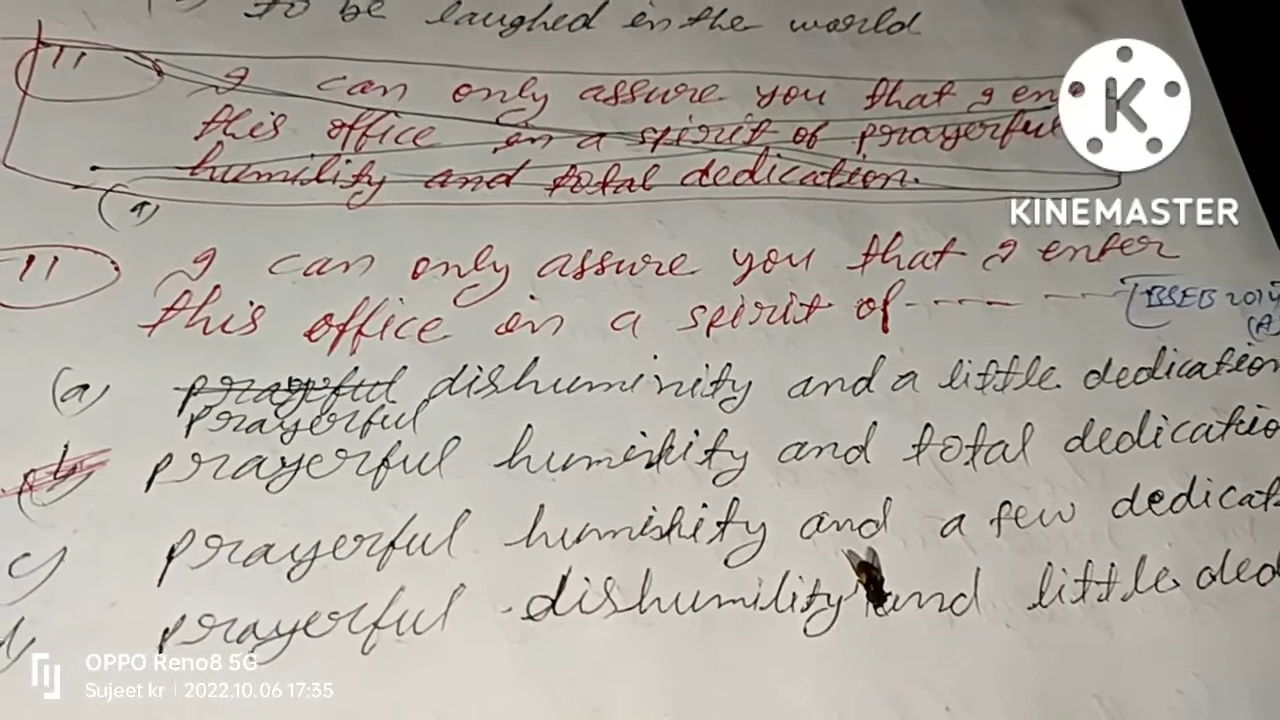 to be laughed in the world
11 I can only assure you that I en
this office in a spirit of prayerful
humility and total dedication.
(A)
11 I can only assure you that I enter
this office in a spirit of - - - - - - [BSEB 201
(A
(a) prayerful dishuminity and a little dedication
prayerful
(b) prayerful humility and total dedicatio
c) prayerful humility and a few dedicat
d) prayerful dishumility and little ded
K
KINEMASTER
OPPO Reno8 5G
Sujeet kr | 2022.10.06 17:35